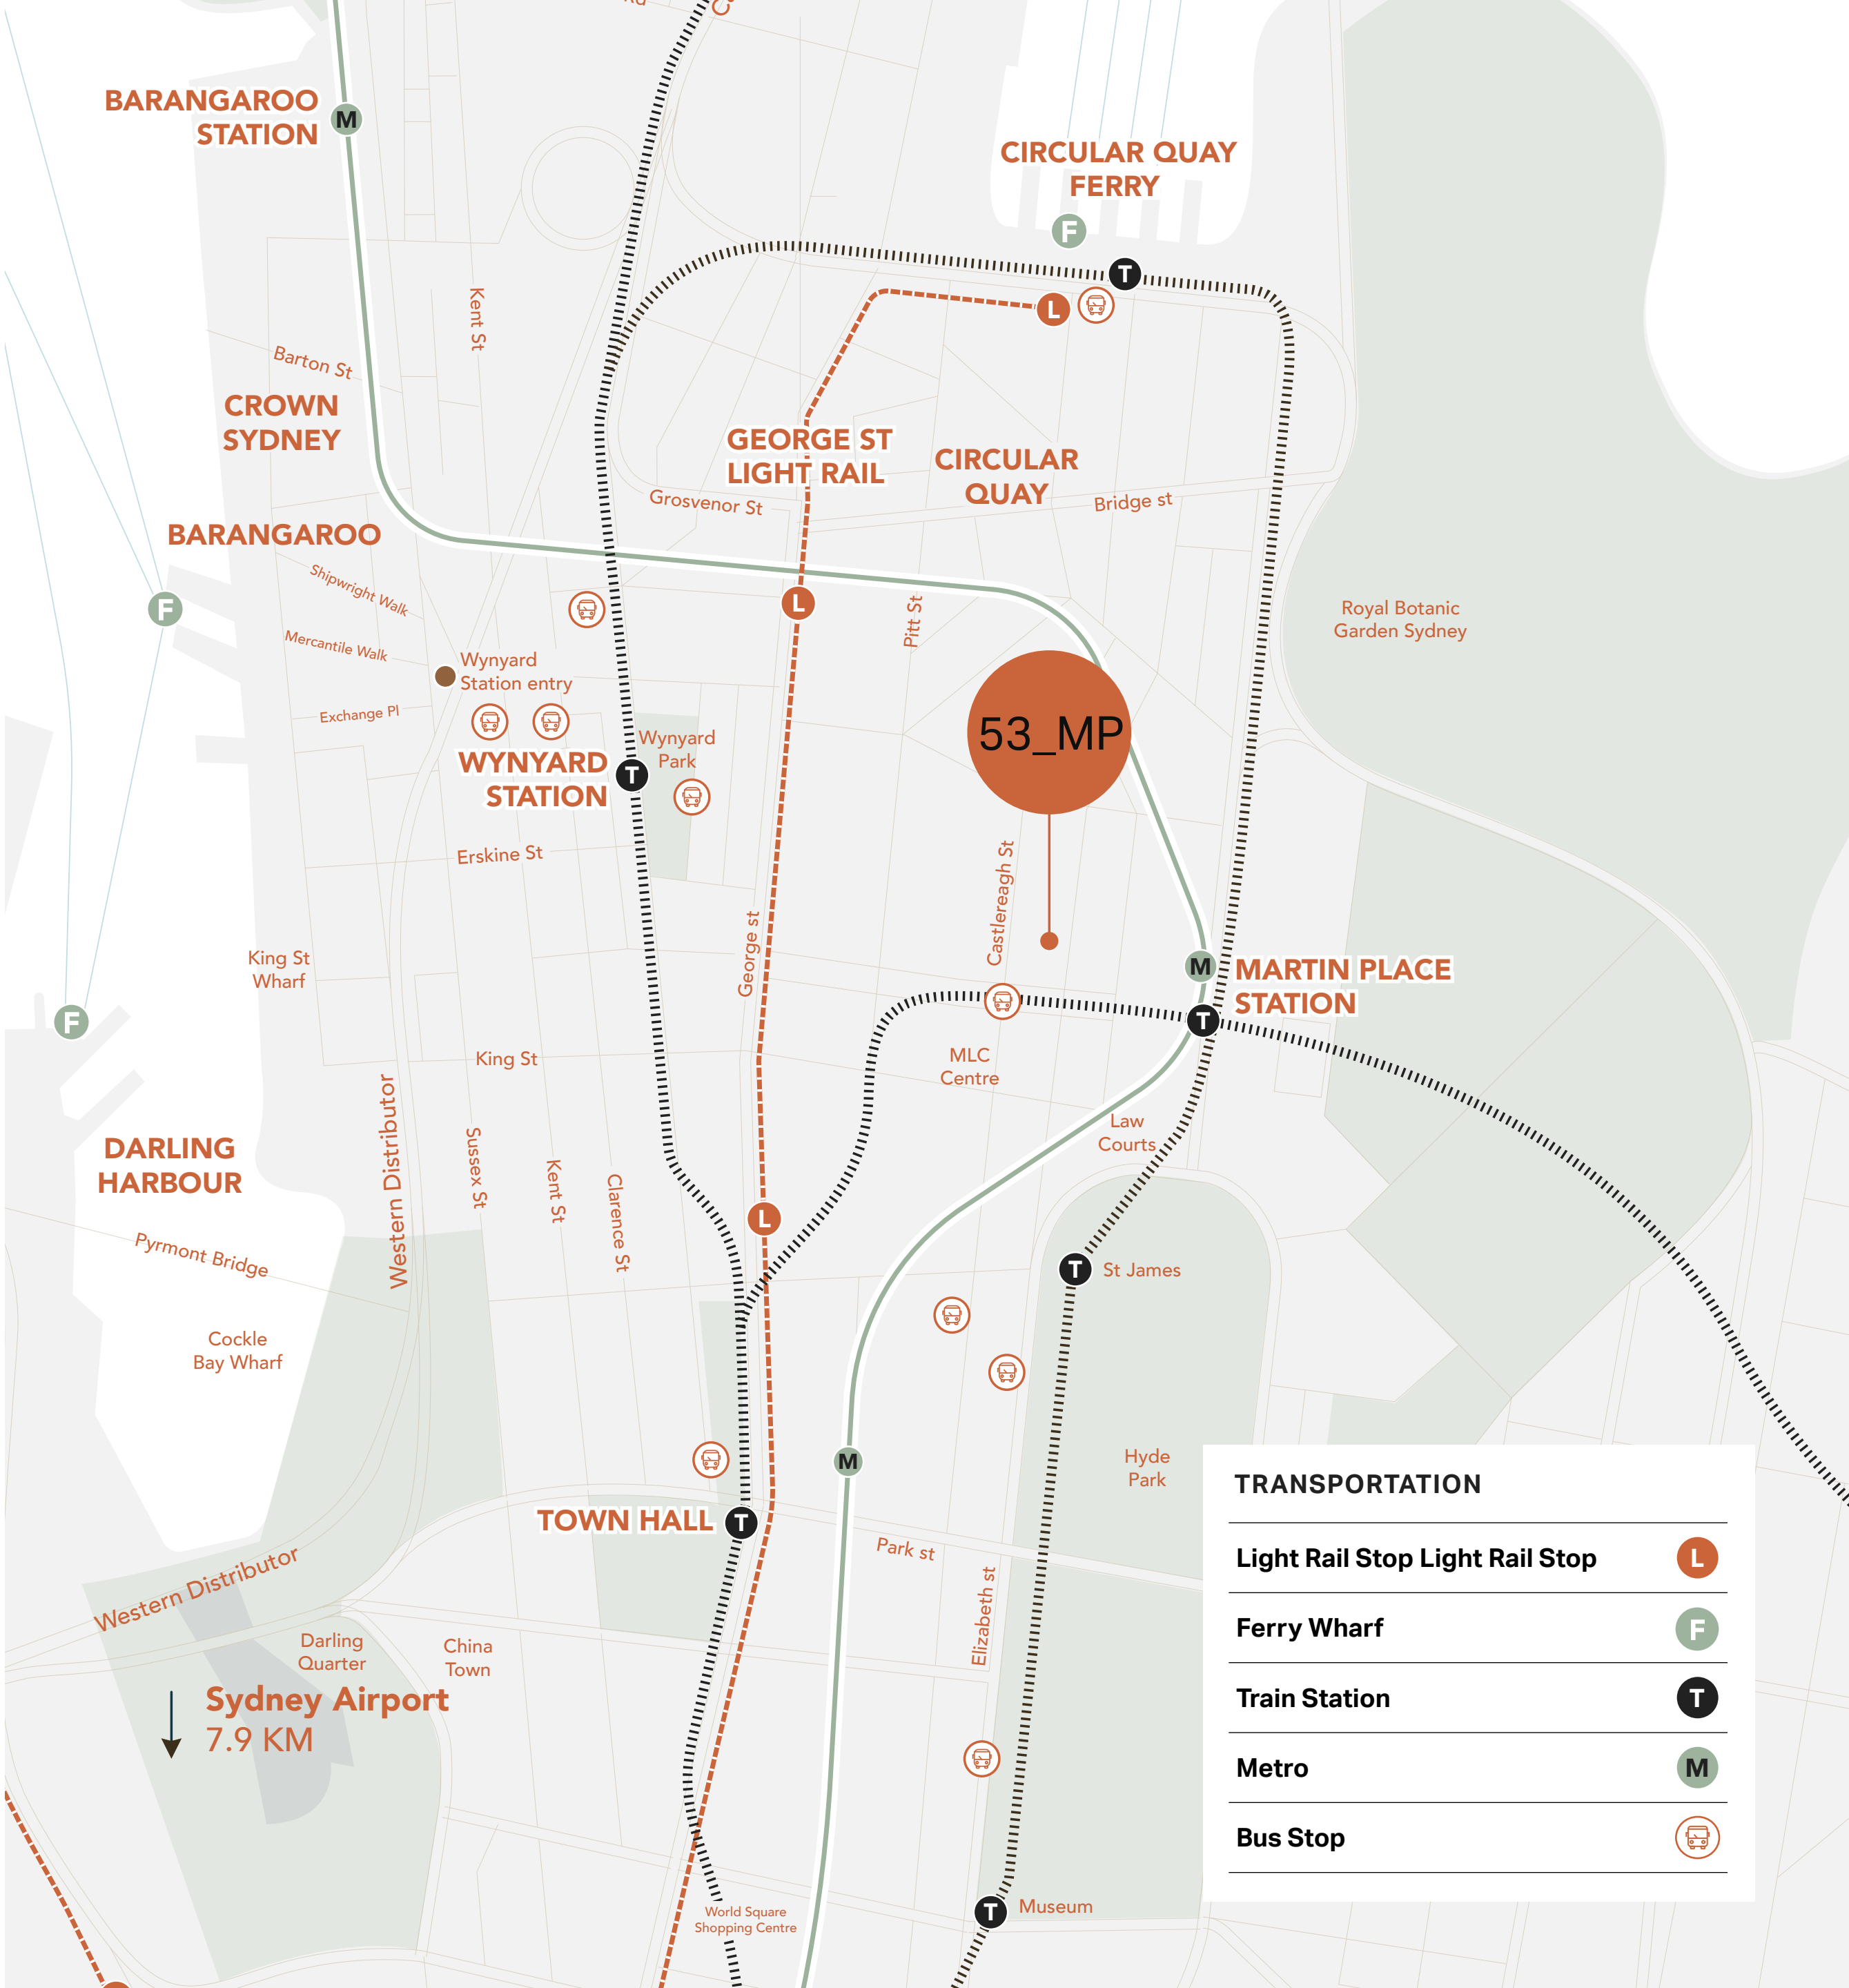 BARANGAROO
STATION
M
CIRCULAR QUAY
FERRY
F
T
L
Kent St
Barton St
CROWN
SYDNEY
GEORGE ST
LIGHT RAIL
CIRCULAR
QUAY
Grosvenor St
Bridge st
BARANGAROO
Shipwright Walk
F
L
Pitt St
Royal Botanic
Garden Sydney
Mercantile Walk
Wynyard
Station entry
Exchange Pl
53_MP
Wynyard
Park
WYNYARD
STATION
T
Erskine St
Castlereagh St
George st
King St
Wharf
M
MARTIN PLACE
STATION
T
F
King St
MLC
Centre
Law
Courts
DARLING
HARBOUR
Western Distributor
Sussex St
Kent St
Clarence St
L
Pyrmont Bridge
T
St James
Cockle
Bay Wharf
M
Hyde
Park
TOWN HALL
T
Park st
Western Distributor
Elizabeth st
Darling
Quarter
China
Town
Sydney Airport
7.9 KM
World Square
Shopping Centre
T
Museum
TRANSPORTATION
Light Rail Stop Light Rail Stop
L
Ferry Wharf
F
Train Station
T
Metro
M
Bus Stop